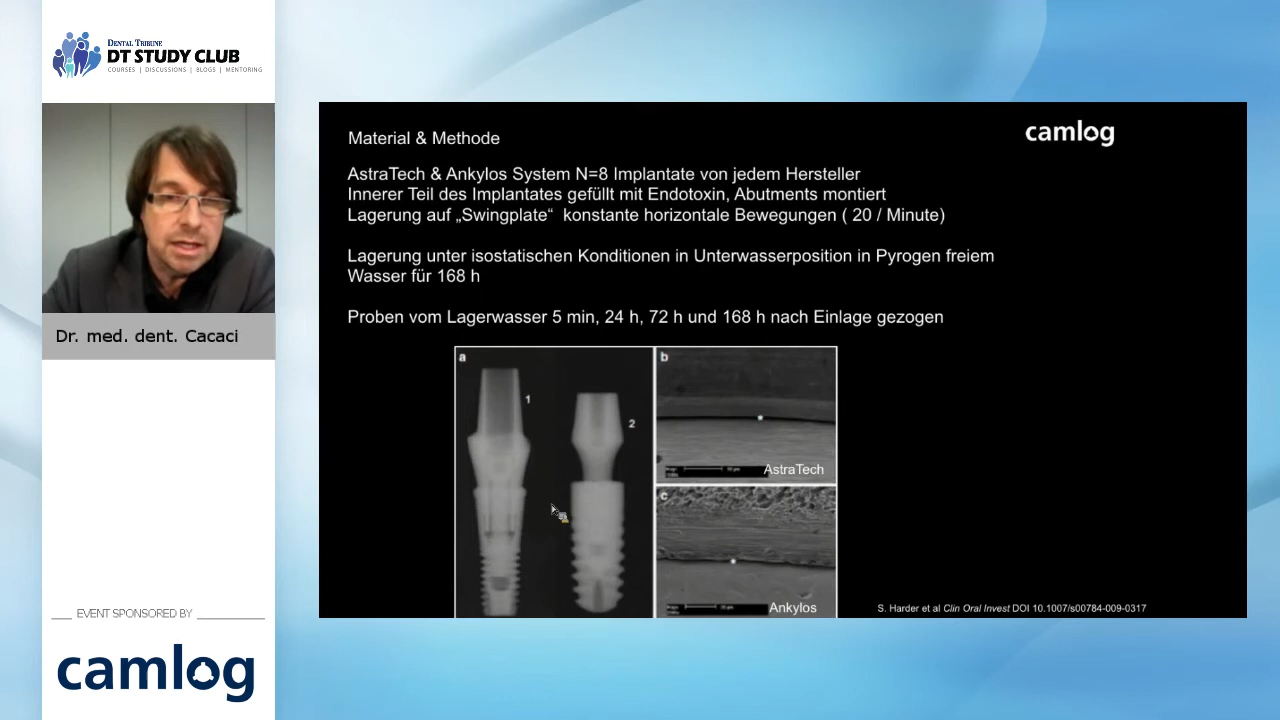 DENTAL TRIBUNE
DT STUDY CLUB
COURSES | DISCUSSIONS | BLOGS | MENTORING
Dr. med. dent. Cacaci
EVENT SPONSORED BY
camlog
camlog
Material & Methode
AstraTech & Ankylos System N=8 Implantate von jedem Hersteller
Innerer Teil des Implantates gefüllt mit Endotoxin, Abutments montiert
Lagerung auf „Swingplate“ konstante horizontale Bewegungen ( 20 / Minute)
Lagerung unter isostatischen Konditionen in Unterwasserposition in Pyrogen freiem
Wasser für 168 h
Proben vom Lagerwasser 5 min, 24 h, 72 h und 168 h nach Einlage gezogen
a
1
2
b
AstraTech
c
Ankylos
S. Harder et al Clin Oral Invest DOI 10.1007/s00784-009-0317